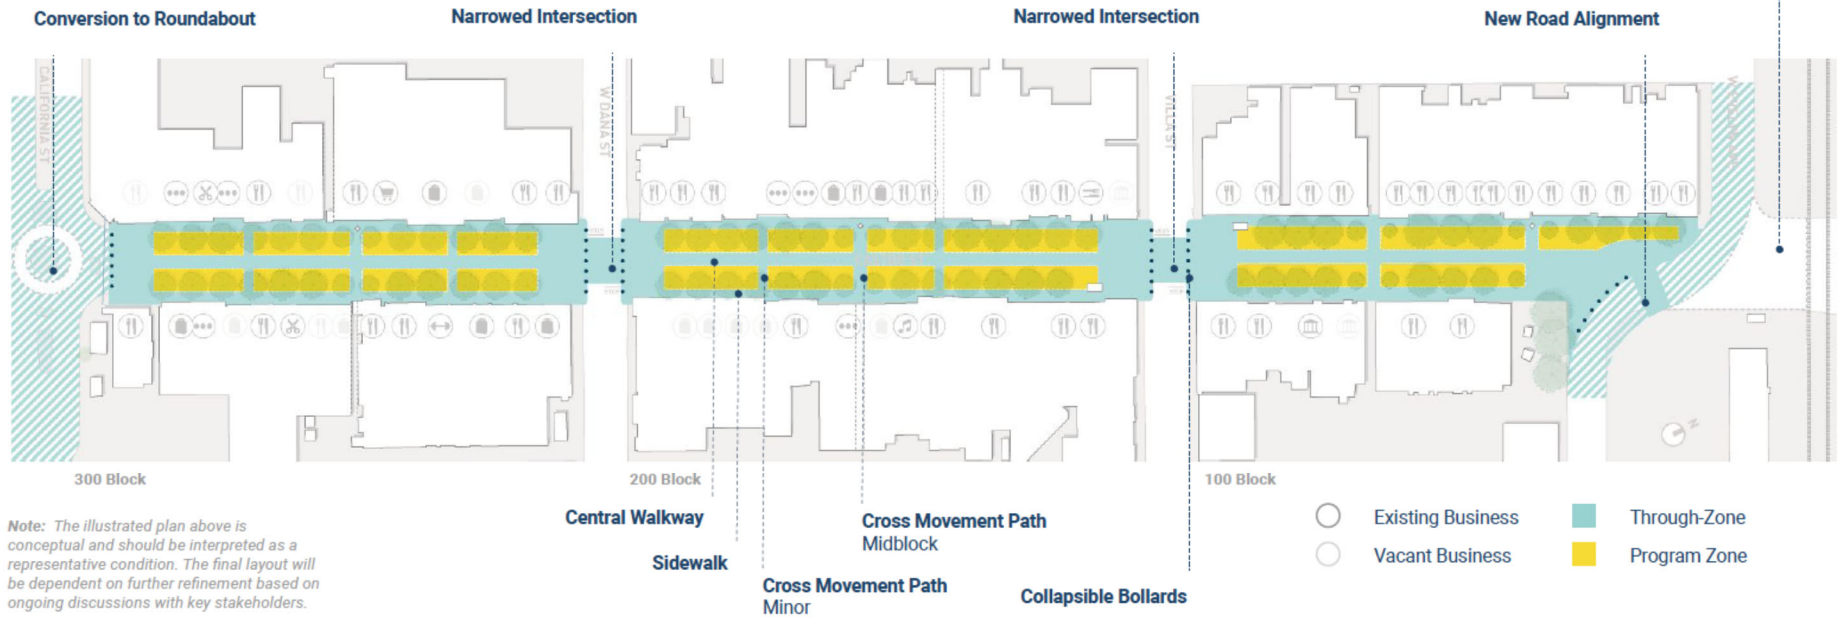 Conversion to Roundabout
Narrowed Intersection
Narrowed Intersection
New Road Alignment
CALIFORNIA ST
W DANA ST
VILLA ST
300 Block
200 Block
100 Block
N
Central Walkway
Sidewalk
Cross Movement Path
Minor
Cross Movement Path
Midblock
Collapsible Bollards
Existing Business
Vacant Business
Through-Zone
Program Zone
Note: The illustrated plan above is
conceptual and should be interpreted as a
representative condition. The final layout will
be dependent on further refinement based on
ongoing discussions with key stakeholders.